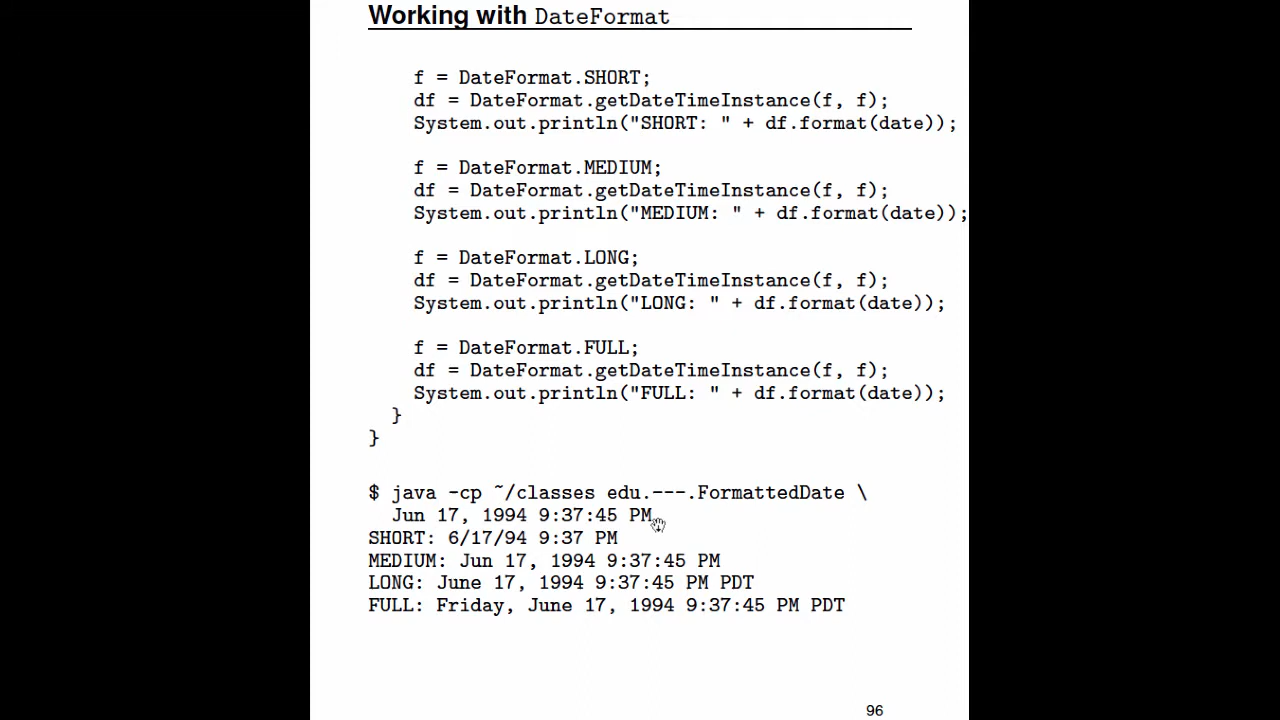 Working with DateFormat
f = DateFormat.SHORT;
df = DateFormat.getDateTimeInstance(f, f);
System.out.println("SHORT: " + df.format(date));
f = DateFormat.MEDIUM;
df = DateFormat.getDateTimeInstance(f, f);
System.out.println("MEDIUM: " + df.format(date));
f = DateFormat.LONG;
df = DateFormat.getDateTimeInstance(f, f);
System.out.println("LONG: " + df.format(date));
f = DateFormat.FULL;
df = DateFormat.getDateTimeInstance(f, f);
System.out.println("FULL: " + df.format(date));
}
}
$ java -cp ~/classes edu.---.FormattedDate \
Jun 17, 1994 9:37:45 PM
SHORT: 6/17/94 9:37 PM
MEDIUM: Jun 17, 1994 9:37:45 PM
LONG: June 17, 1994 9:37:45 PM PDT
FULL: Friday, June 17, 1994 9:37:45 PM PDT
96